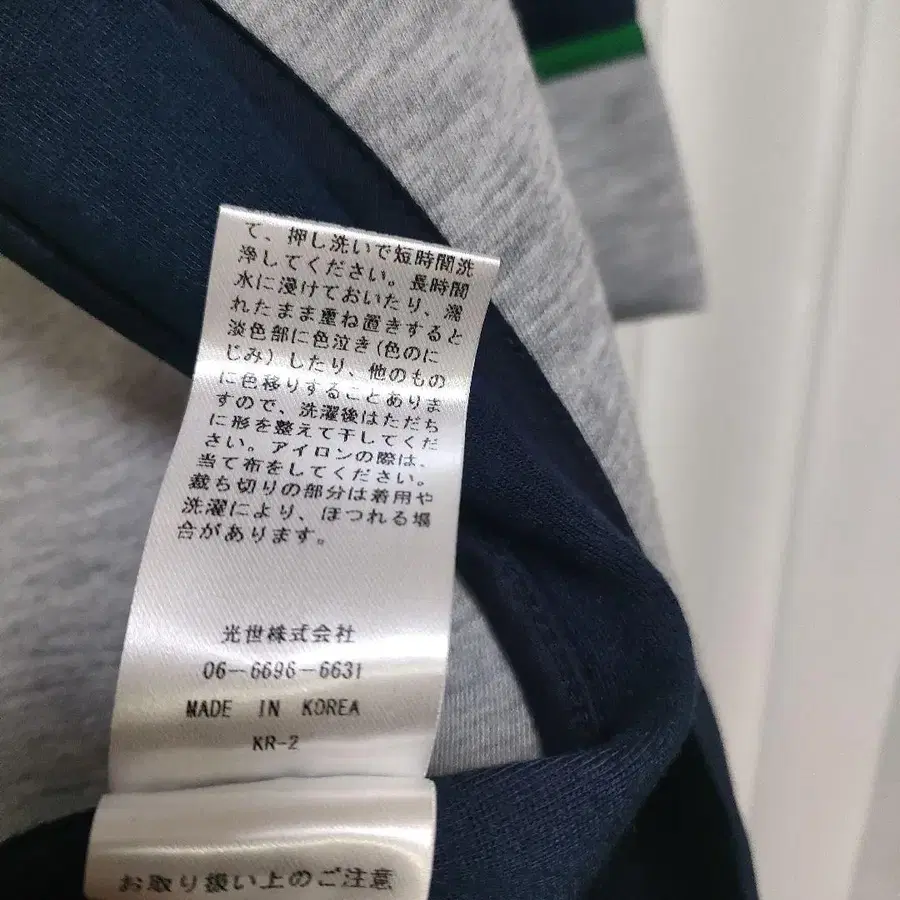 て、押し洗いで短時間洗
浄してください。長時間
水に浸けておいたり、濡
れたまま重ね置きすると
淡色部に色泣き(色のに
じみ)したり、他のもの
に色移りすることありま
すので、洗濯後はただち
に形を整えて干してくだ
さい。アイロンの際は、
当て布をしてください。
裁ち切りの部分は着用や
洗濯により、ほつれる場
合があります。
光世株式会社
06-6696-6631
MADE IN KOREA
KR-2
お取り扱い上のご注意